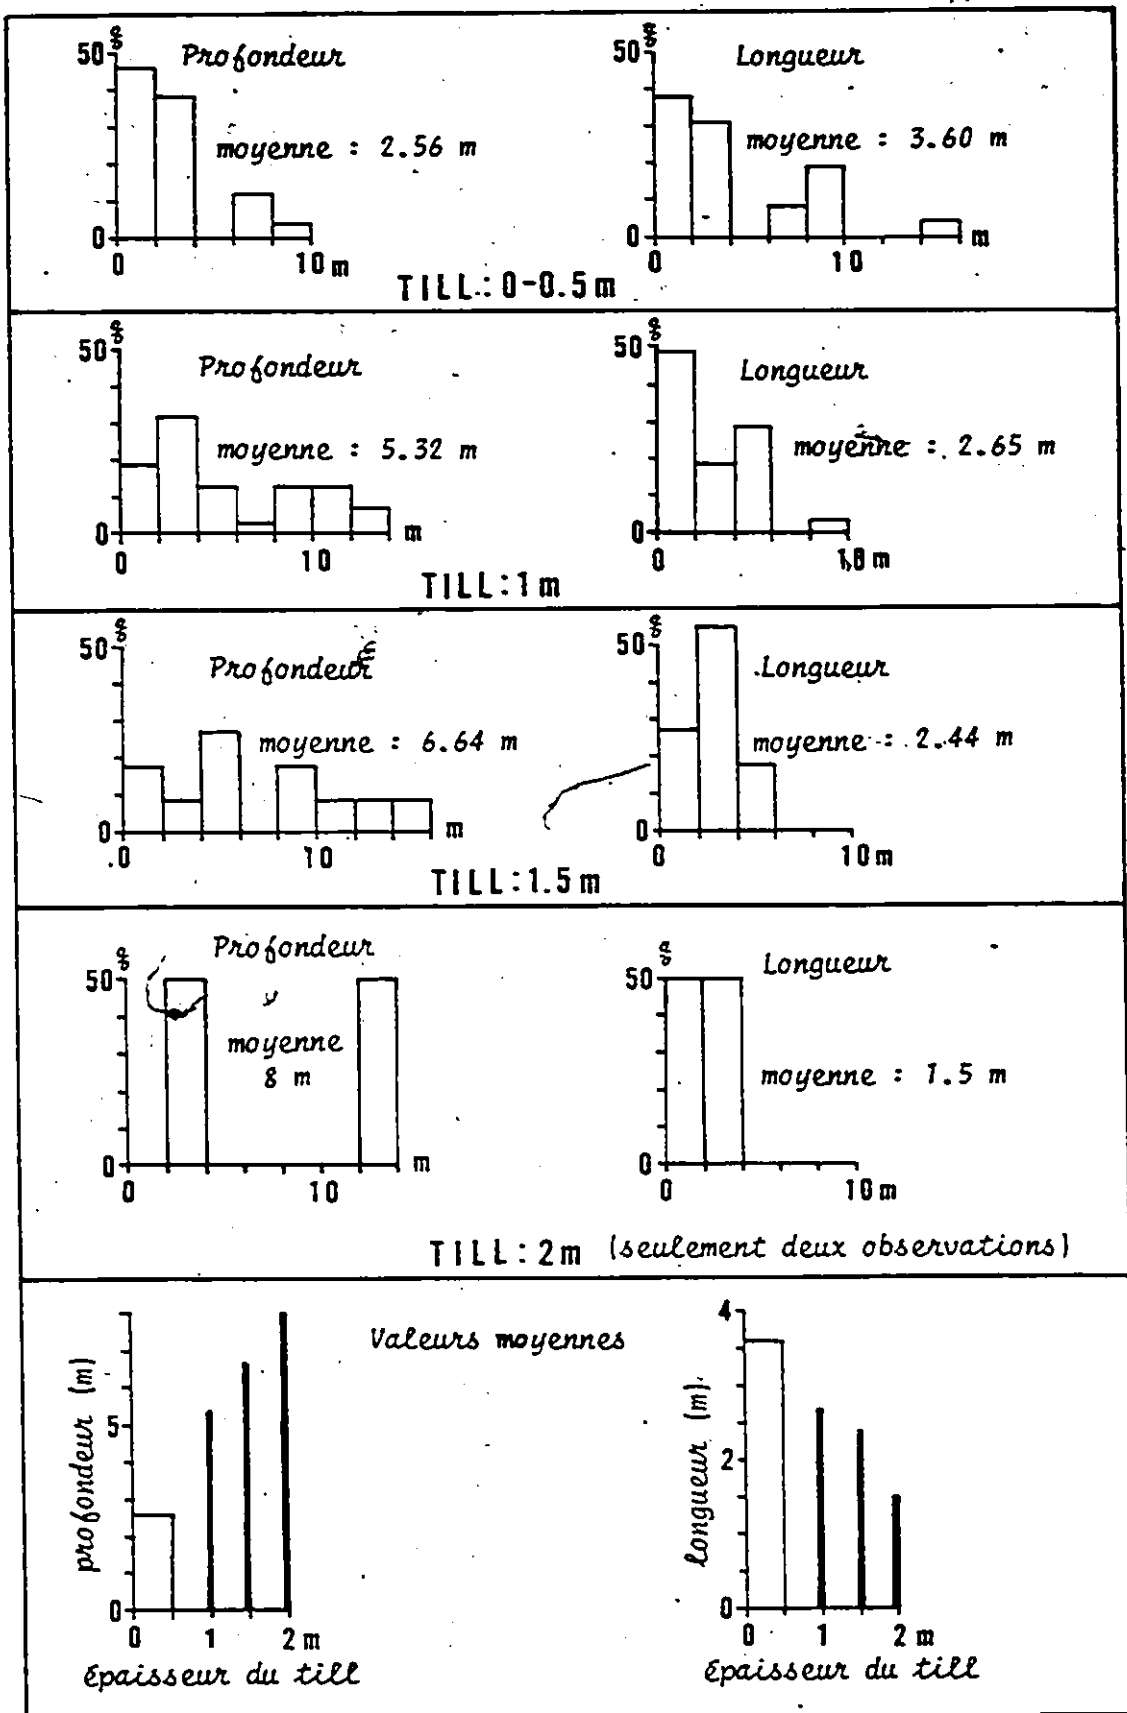 % Profondeur
50
moyenne : 2.56 m
0
0 10 m
% Longueur
50
moyenne : 3.60 m
0
0 10 m
TILL : 0-0.5 m
% Profondeur
50
moyenne : 5.32 m
0
0 10 m
% Longueur
50
moyenne : 2.65 m
0
0 10 m
TILL : 1 m
% Profondeur
50
moyenne : 6.64 m
0
0 10 m
% Longueur
50
moyenne : 2.44 m
0
0 10 m
TILL : 1.5 m
% Profondeur
50
moyenne
8 m
0
0 10 m
% Longueur
50
moyenne : 1.5 m
0
0 10 m
TILL : 2 m (seulement deux observations)
Valeurs moyennes
profondeur (m)
5
0
0 1 2 m
épaisseur du till
longueur (m)
4
2
0
0 1 2 m
épaisseur du till